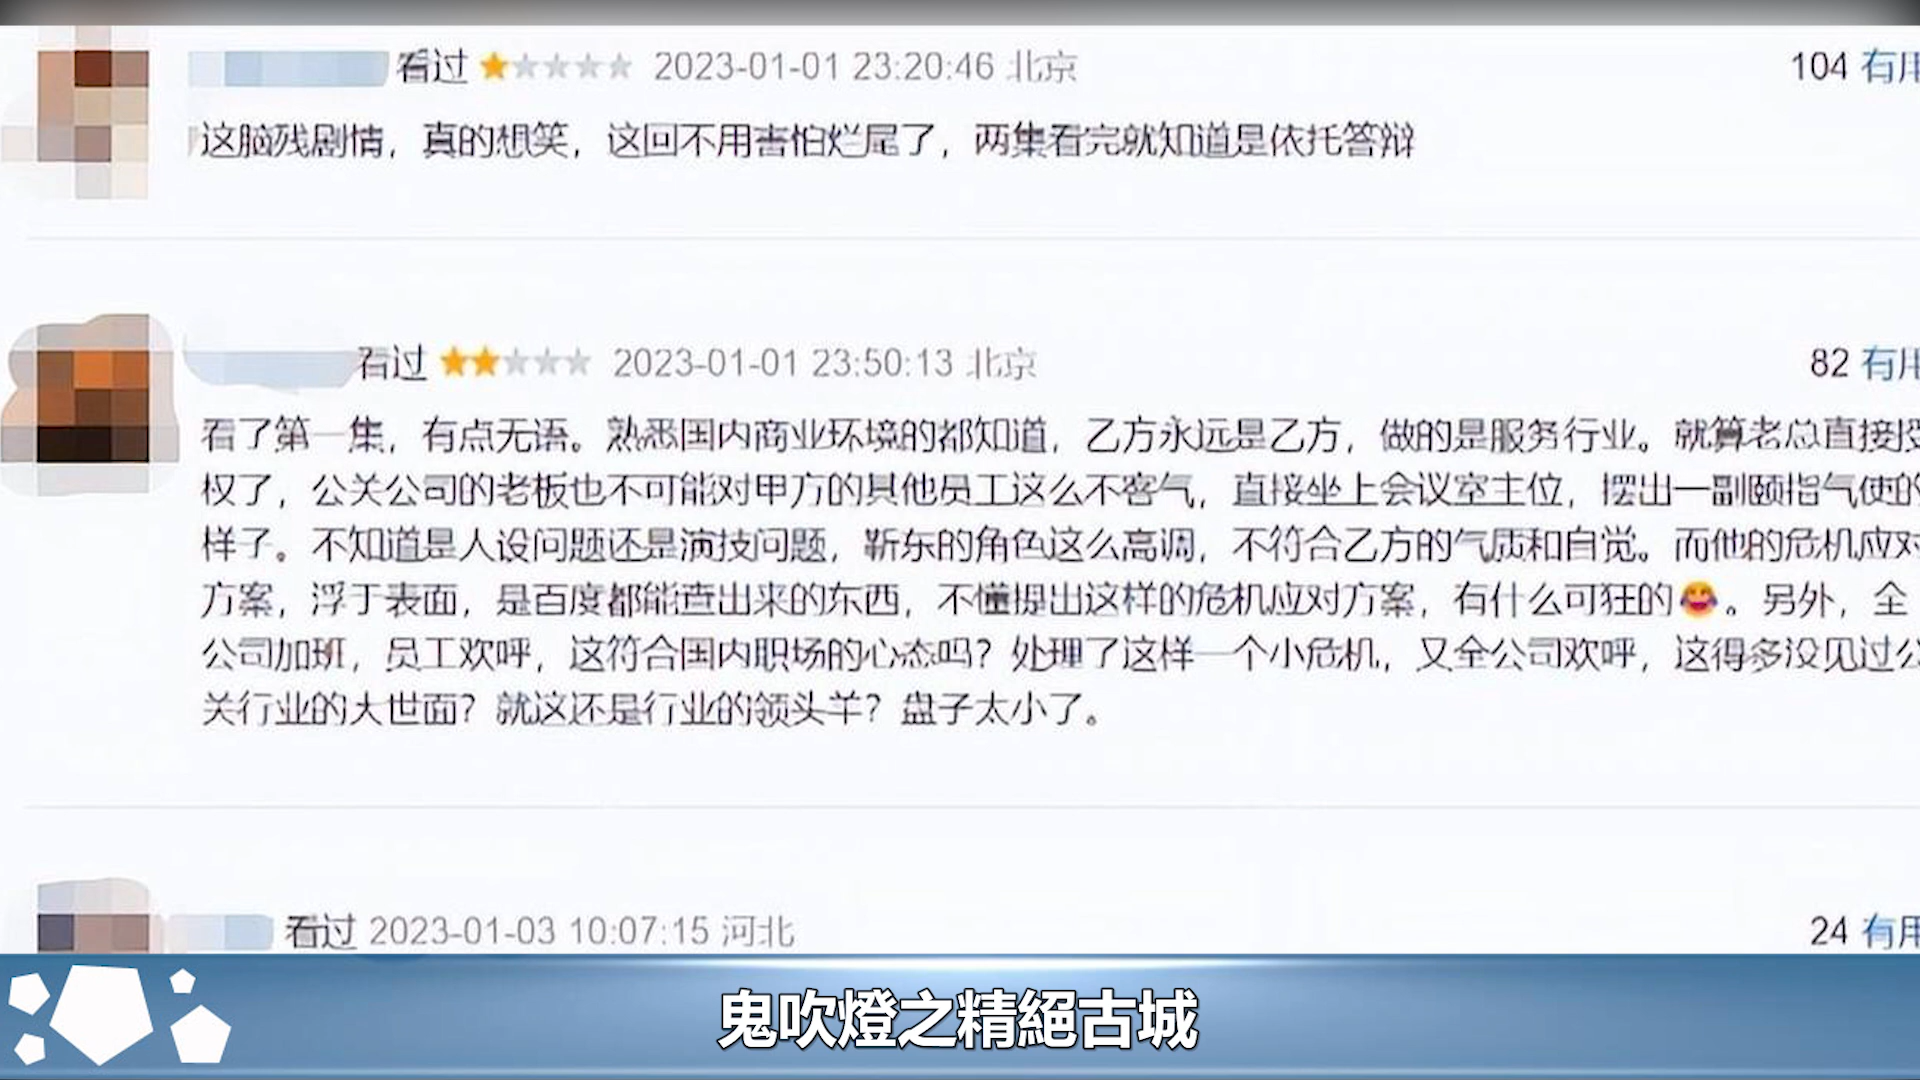 看过 2023-01-01 23:20:46 北京 104 有用
这脑残剧情，真的想笑，这回不用害怕烂尾了，两集看完就知道是依托答辩
看过 2023-01-01 23:50:13 北京 82 有用
看了第一集，有点无语。熟悉国内商业环境的都知道，乙方永远是乙方，做的是服务行业。就算老总直接授
权了，公关公司的老板也不可能对甲方的其他员工这么不客气，直接坐上会议室主位，摆出一副颐指气使的
样子。不知道是人设问题还是演技问题，靳东的角色这么高调，不符合乙方的气质和自觉。而他的危机应对
方案，浮于表面，是百度都能查出来的东西，不懂提出这样的危机应对方案，有什么可狂的😂。另外，全
公司加班，员工欢呼，这符合国内职场的心态吗？处理了这样一个小危机，又全公司欢呼，这得多没见过公
关行业的大世面？就这还是行业的领头羊？盘子太小了。
看过 2023-01-03 10:07:15 河北 24 有用
鬼吹燈之精絕古城